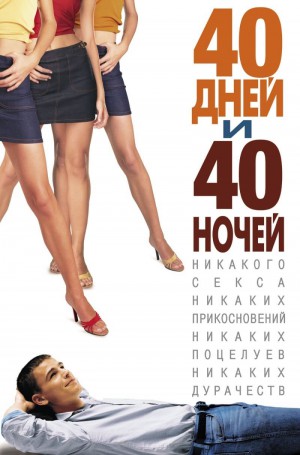 40
ДНЕЙ
И
40
НОЧЕЙ
НИКАКОГО
СЕКСА
НИКАКИХ
ПРИКОСНОВЕНИЙ
НИКАКИХ
ПОЦЕЛУЕВ
НИКАКИХ
ДУРАЧЕСТВ